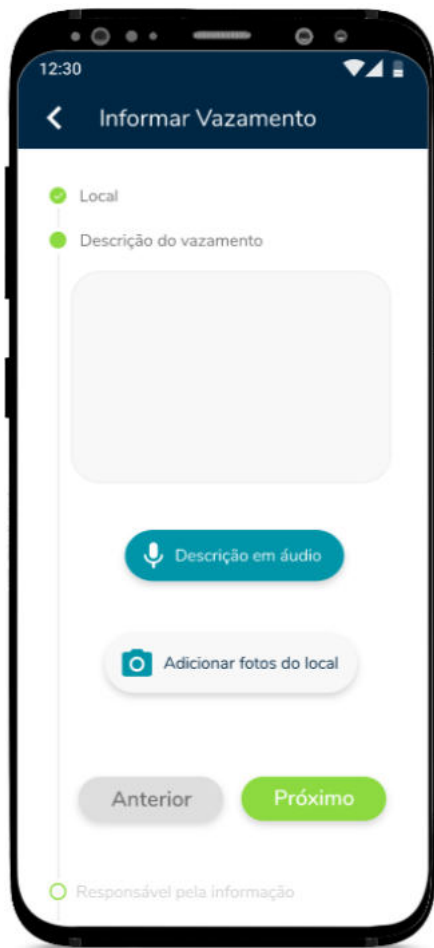 12:30
Informar Vazamento
Local
Descrição do vazamento
Descrição em áudio
Adicionar fotos do local
Anterior
Próximo
Responsável pela informação